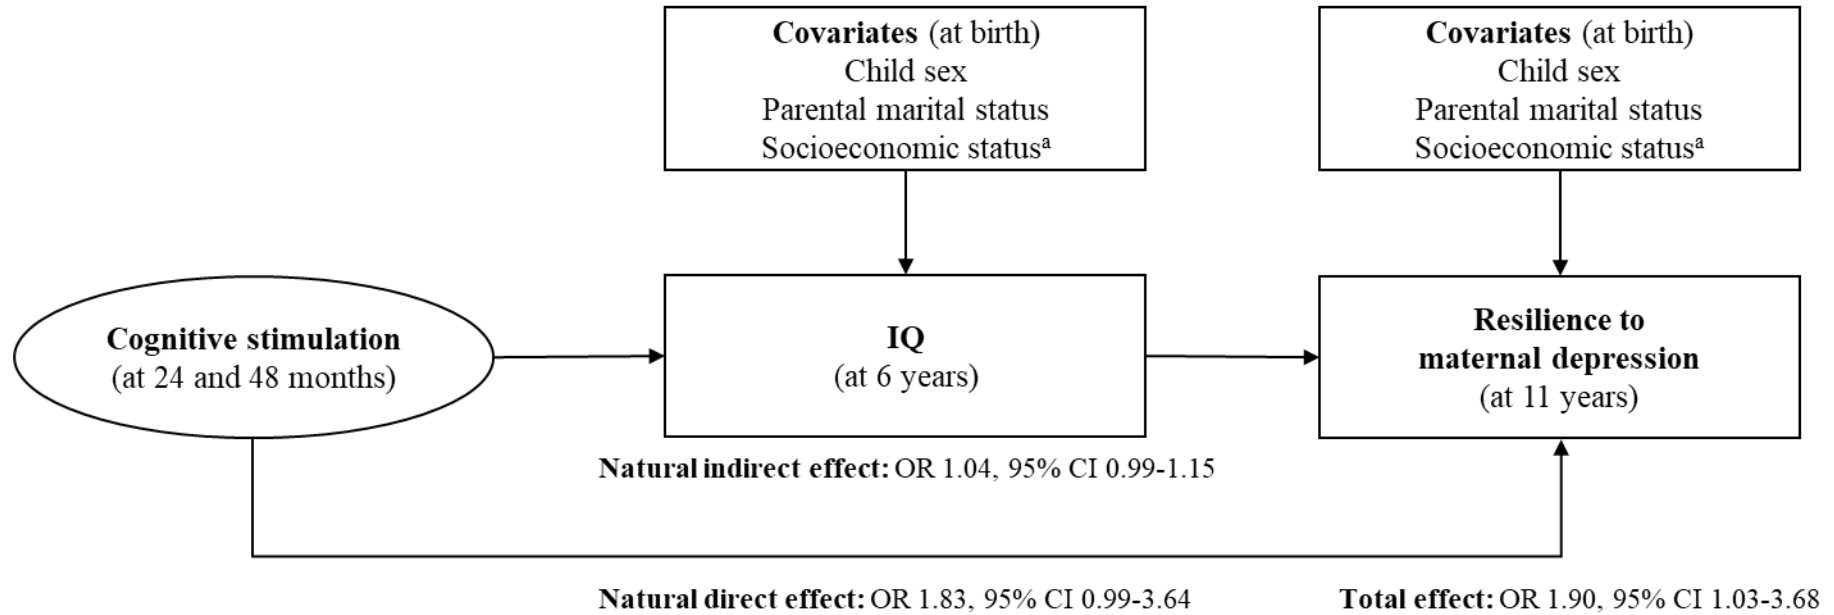 Covariates (at birth)
Child sex
Parental marital status
Socioeconomic statusᵃ
Covariates (at birth)
Child sex
Parental marital status
Socioeconomic statusᵃ
Cognitive stimulation
(at 24 and 48 months)
IQ
(at 6 years)
Resilience to
maternal depression
(at 11 years)
Natural indirect effect: OR 1.04, 95% CI 0.99-1.15
Natural direct effect: OR 1.83, 95% CI 0.99-3.64
Total effect: OR 1.90, 95% CI 1.03-3.68